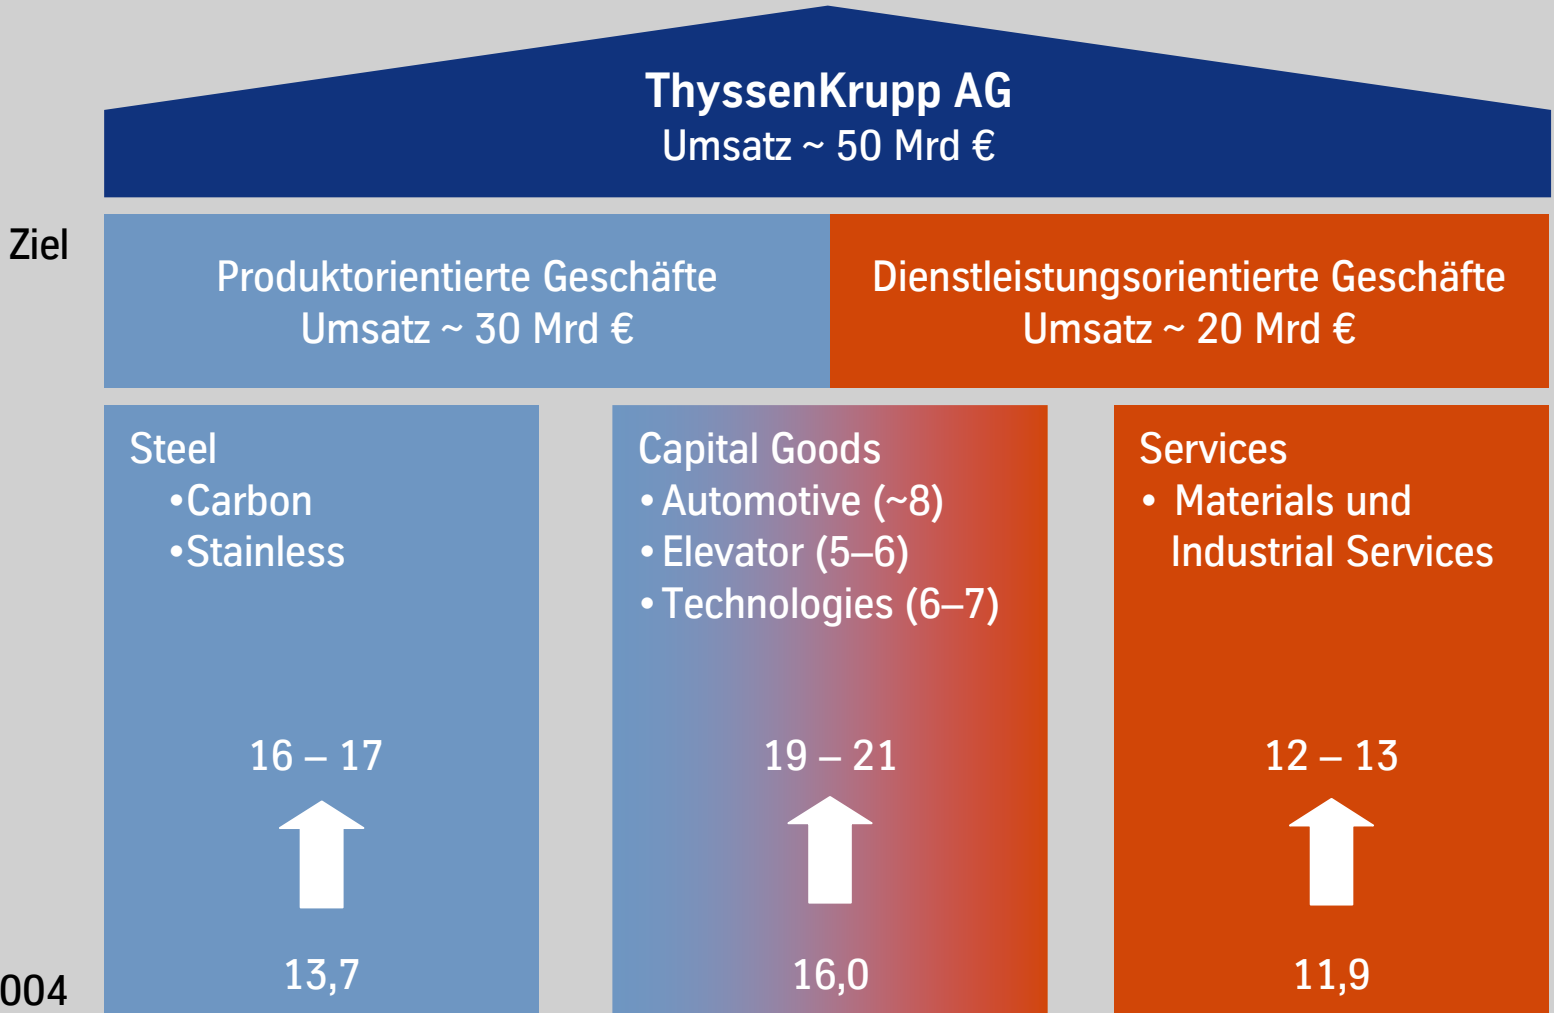 ThyssenKrupp AG
Umsatz ~ 50 Mrd €
Ziel
Produktorientierte Geschäfte
Umsatz ~ 30 Mrd €
Dienstleistungsorientierte Geschäfte
Umsatz ~ 20 Mrd €
Steel
•Carbon
•Stainless
16 – 17
13,7
Capital Goods
• Automotive (~8)
• Elevator (5–6)
• Technologies (6–7)
19 – 21
16,0
Services
• Materials und
Industrial Services
12 – 13
11,9
004